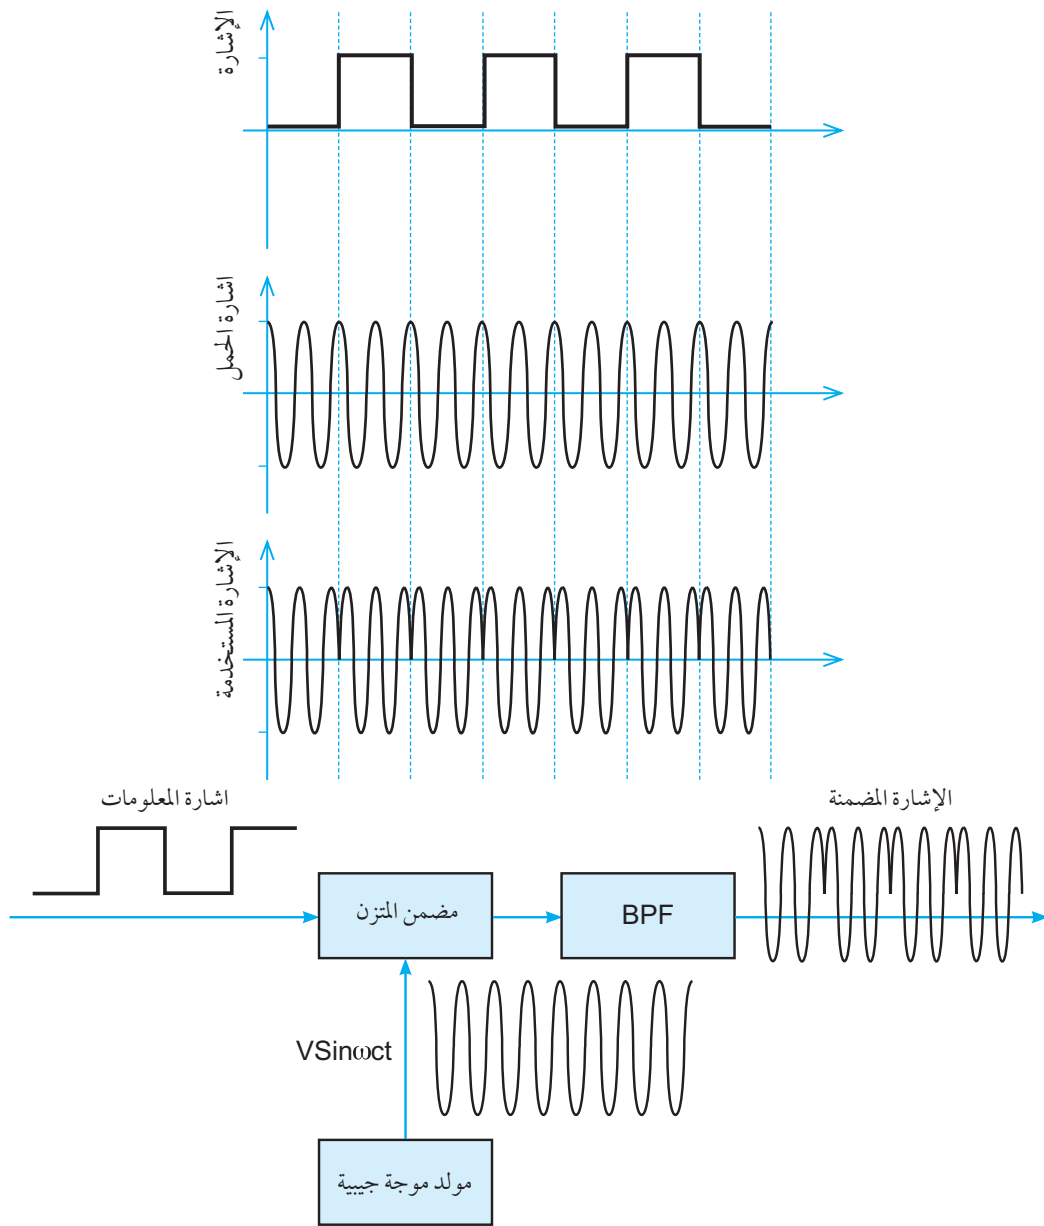 الإشارة
اشارة الحمل
الإشارة المستخدمة
اشارة المعلومات
الإشارة المضمنة
مضمن المتزن
BPF
VSinωct
مولد موجة جيبية